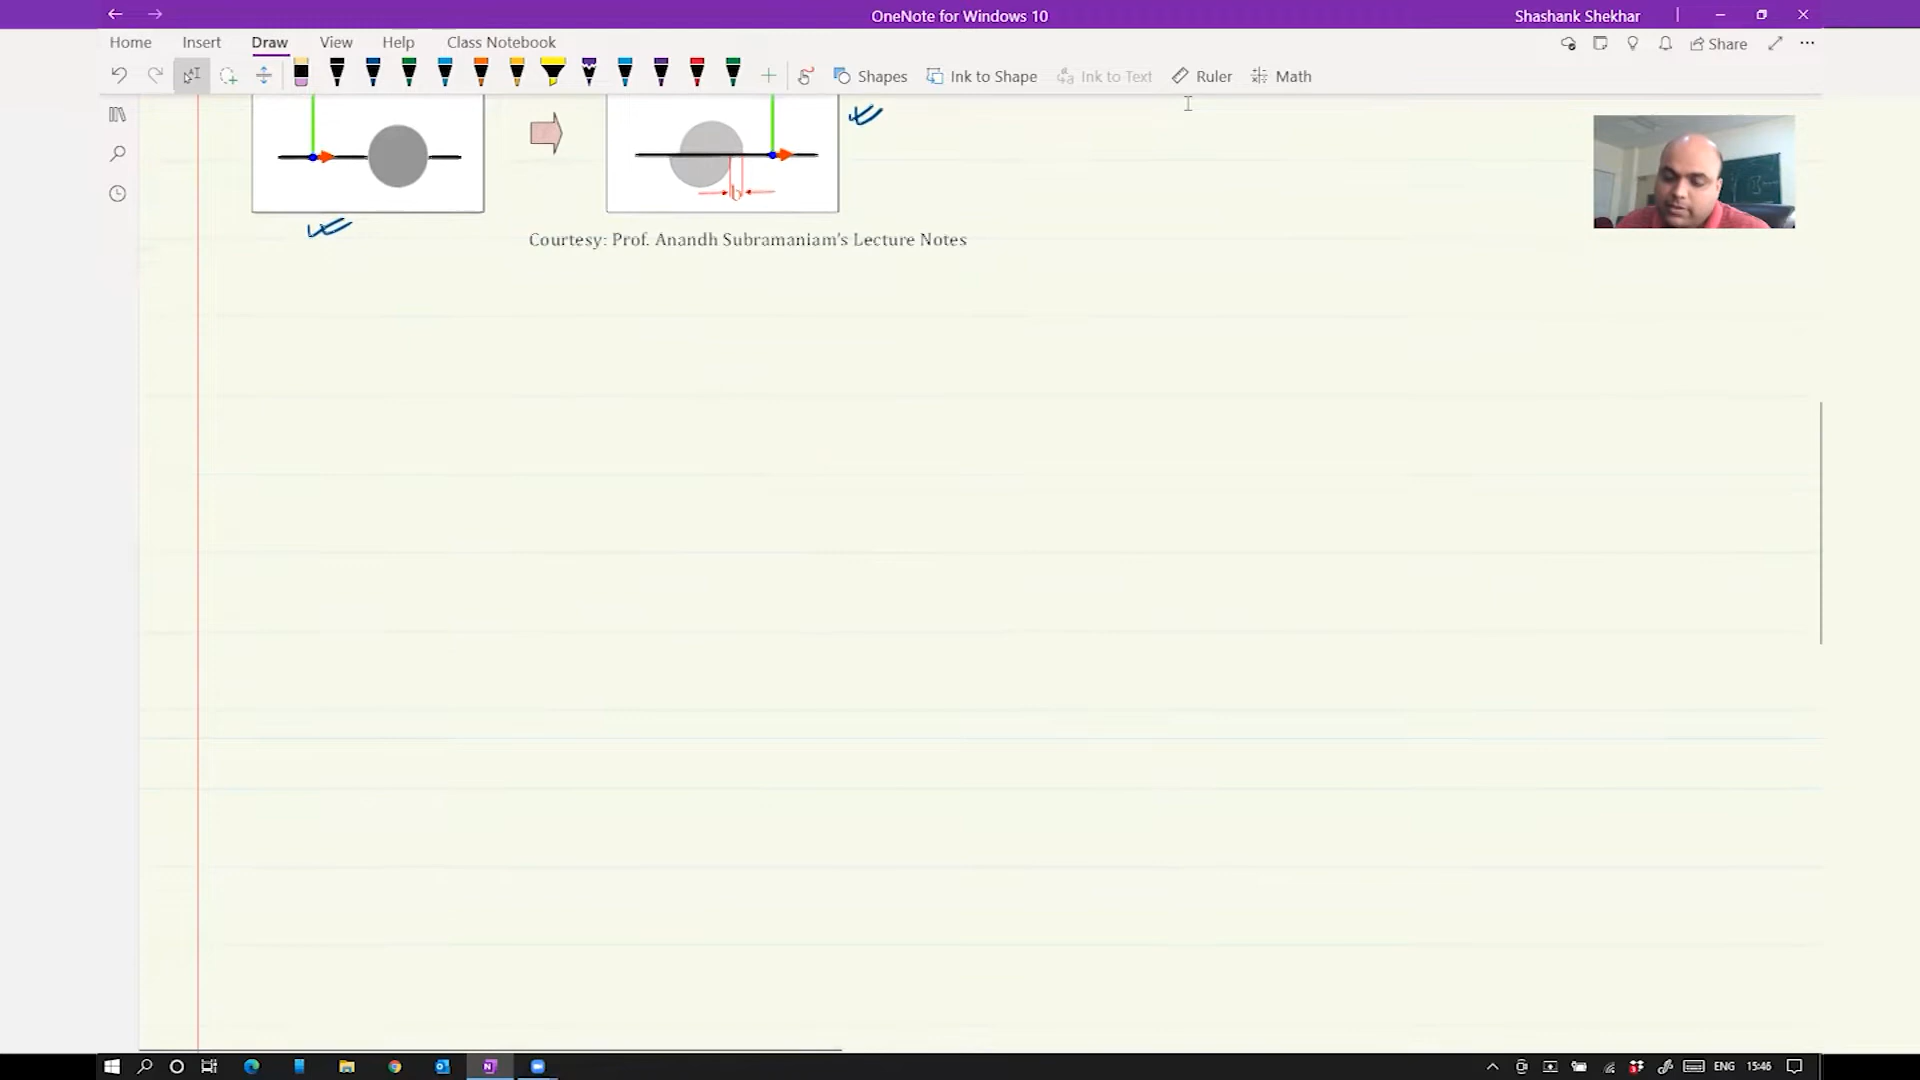 OneNote for Windows 10
Shashank Shekhar
Home Insert Draw View Help Class Notebook
Share
Shapes Ink to Shape Ink to Text Ruler Math
b
Courtesy: Prof. Anandh Subramaniam's Lecture Notes
ENG 15:46